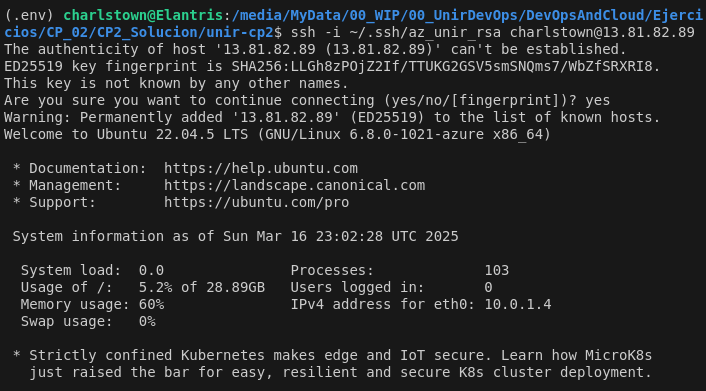 (.env) charlstown@Elantris:/media/MyData/00_WIP/00_UnirDevOps/DevOpsAndCloud/Ejerci
cios/CP_02/CP2_Solucion/unir-cp2$ ssh -i ~/.ssh/az_unir_rsa charlstown@13.81.82.89
The authenticity of host '13.81.82.89 (13.81.82.89)' can't be established.
ED25519 key fingerprint is SHA256:LLGh8zPOjZ2If/TTUKG2GSV5smSNQms7/WbZfSRXRI8.
This key is not known by any other names.
Are you sure you want to continue connecting (yes/no/[fingerprint])? yes
Warning: Permanently added '13.81.82.89' (ED25519) to the list of known hosts.
Welcome to Ubuntu 22.04.5 LTS (GNU/Linux 6.8.0-1021-azure x86_64)

 * Documentation:  https://help.ubuntu.com
 * Management:     https://landscape.canonical.com
 * Support:        https://ubuntu.com/pro

 System information as of Sun Mar 16 23:02:28 UTC 2025

  System load:  0.0               Processes:             103
  Usage of /:   5.2% of 28.89GB   Users logged in:       0
  Memory usage: 60%               IPv4 address for eth0: 10.0.1.4
  Swap usage:   0%

 * Strictly confined Kubernetes makes edge and IoT secure. Learn how MicroK8s
   just raised the bar for easy, resilient and secure K8s cluster deployment.